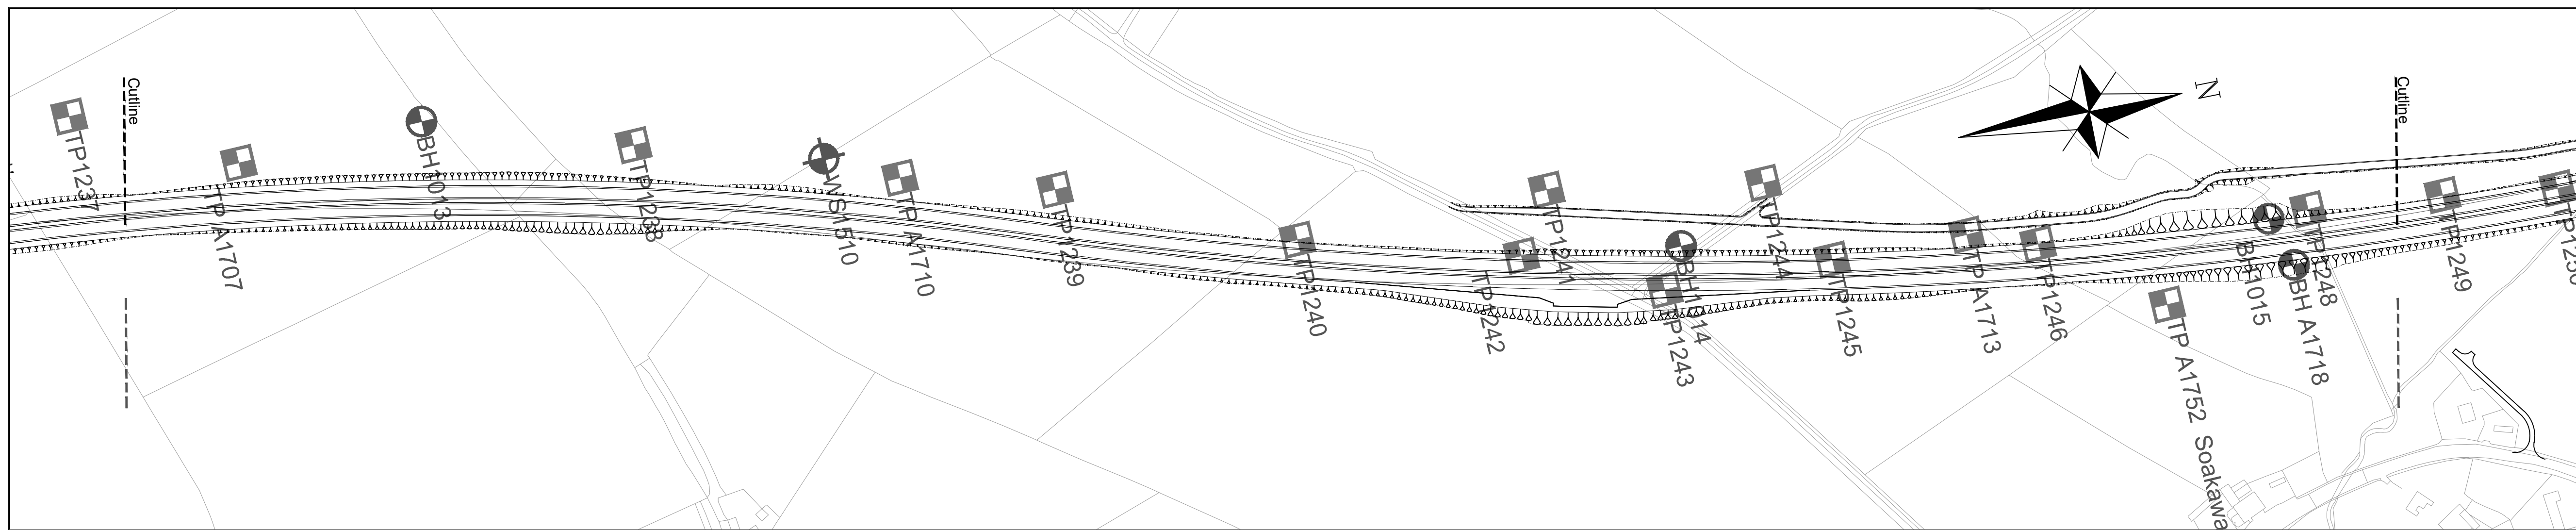 Cutline
TP1237
TP A1707
BH1013
TP1238
WS1510
TP A1710
TP1239
TP1240
TP1241
TP1242
BH1014
TP1243
TP1244
TP1245
TP A1713
TP1246
N
TP A1752 Soakawa
BH1015
TP1248
BH A1718
Cutline
TP1249
TP1250